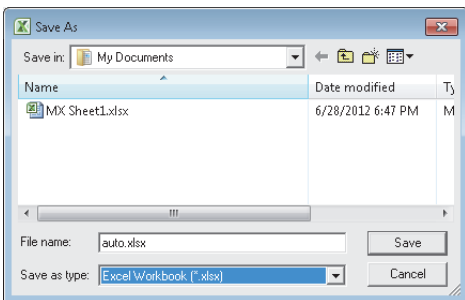 Save As
Save in: My Documents
Name Date modified Ty
MX Sheet1.xlsx 6/28/2012 6:47 PM M
File name: auto.xlsx Save
Save as type: Excel Workbook (*.xlsx) Cancel